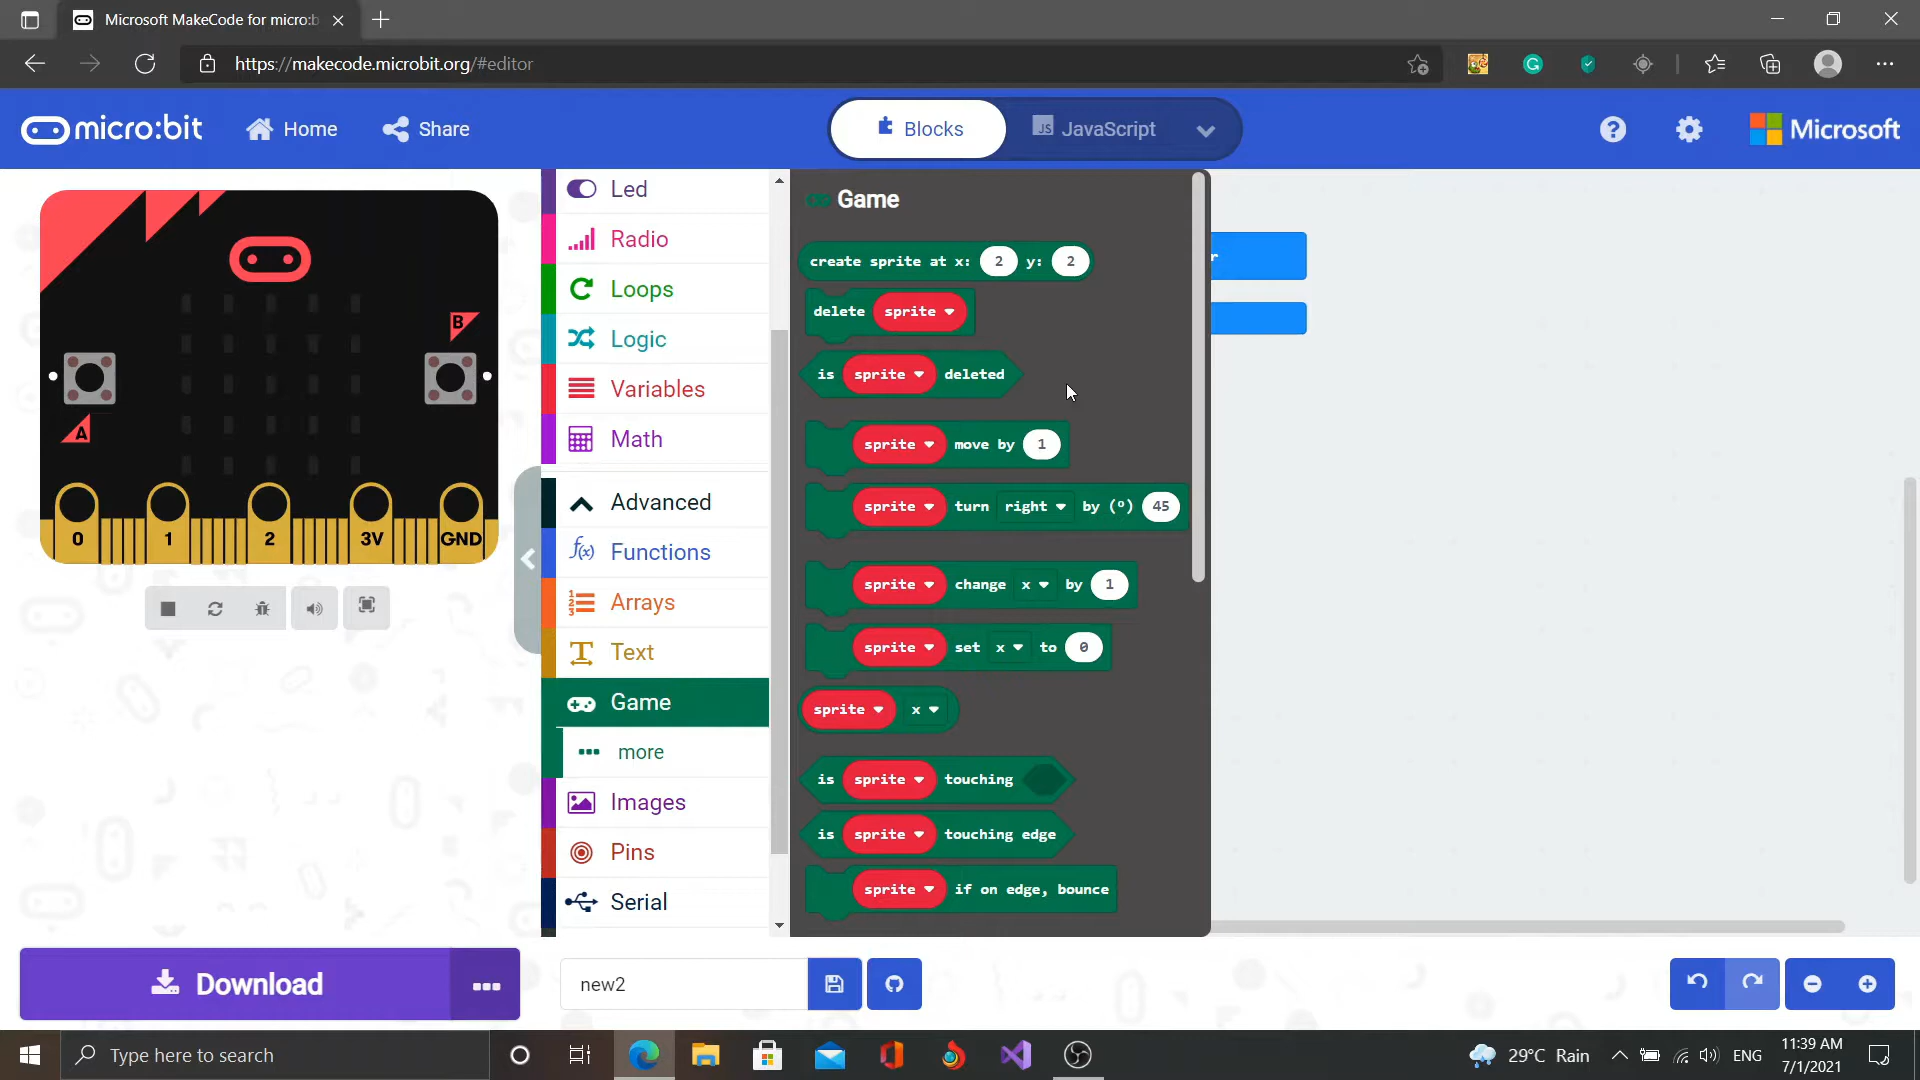 Microsoft MakeCode for micro:b
https://makecode.microbit.org/#editor
micro:bit
Home
Share
Blocks
JS
JavaScript
Microsoft
B
A
0
1
2
3V
GND
Led
Radio
Loops
Logic
Variables
Math
Advanced
f(x) Functions
Arrays
Text
Game
more
Images
Pins
Serial
Game
create sprite at x: 2 y: 2
delete sprite
is sprite deleted
sprite move by 1
sprite turn right by (°) 45
sprite change x by 1
sprite set x to 0
sprite x
is sprite touching
is sprite touching edge
sprite if on edge, bounce
r
Download
new2
Type here to search
29°C Rain
ENG
11:39 AM
7/1/2021